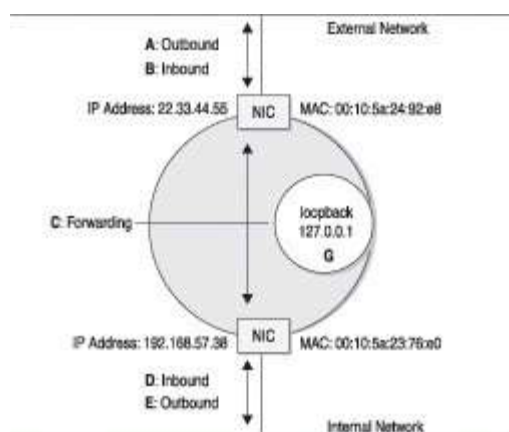 External Network
A: Outbound
B: Inbound
IP Address: 22.33.44.55
NIC
MAC: 00:10:5a:24:92:e8
C: Forwarding
loopback
127.0.0.1
G
IP Address: 192.168.57.38
NIC
MAC: 00:10:5a:23:76:e0
D: Inbound
E: Outbound
Internal Network